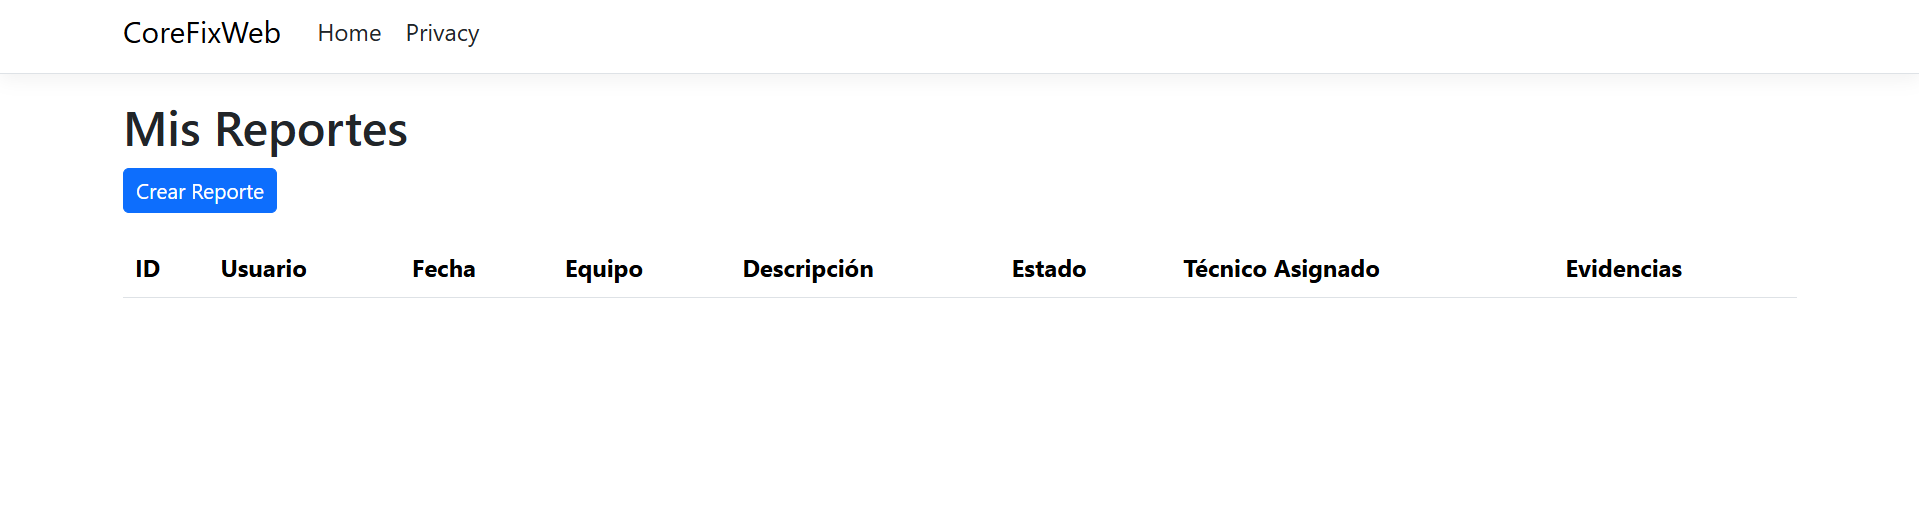 CoreFixWeb Home Privacy
Mis Reportes
Crear Reporte
ID Usuario Fecha Equipo Descripción Estado Técnico Asignado Evidencias